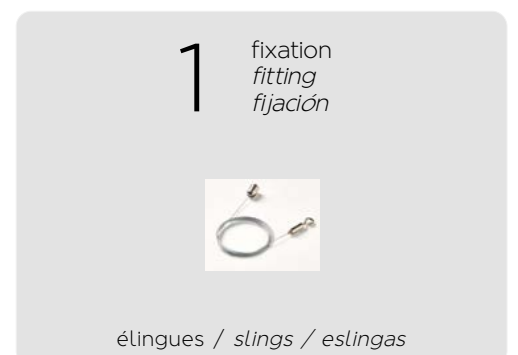 1
fixation
fitting
fijación
élingues / slings / eslingas